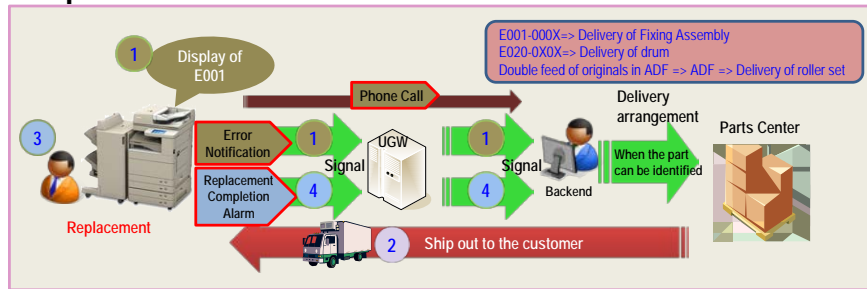 1
Display of
E001
E001-000X=> Delivery of Fixing Assembly
E020-0X0X=> Delivery of drum
Double feed of originals in ADF => ADF => Delivery of roller set
Phone Call
Delivery
arrangement
Parts Center
3
Error
Notification
1
Signal
UGW
1
Signal
Backend
When the part
can be identified
Replacement
Completion
Alarm
4
4
Replacement
2
Ship out to the customer